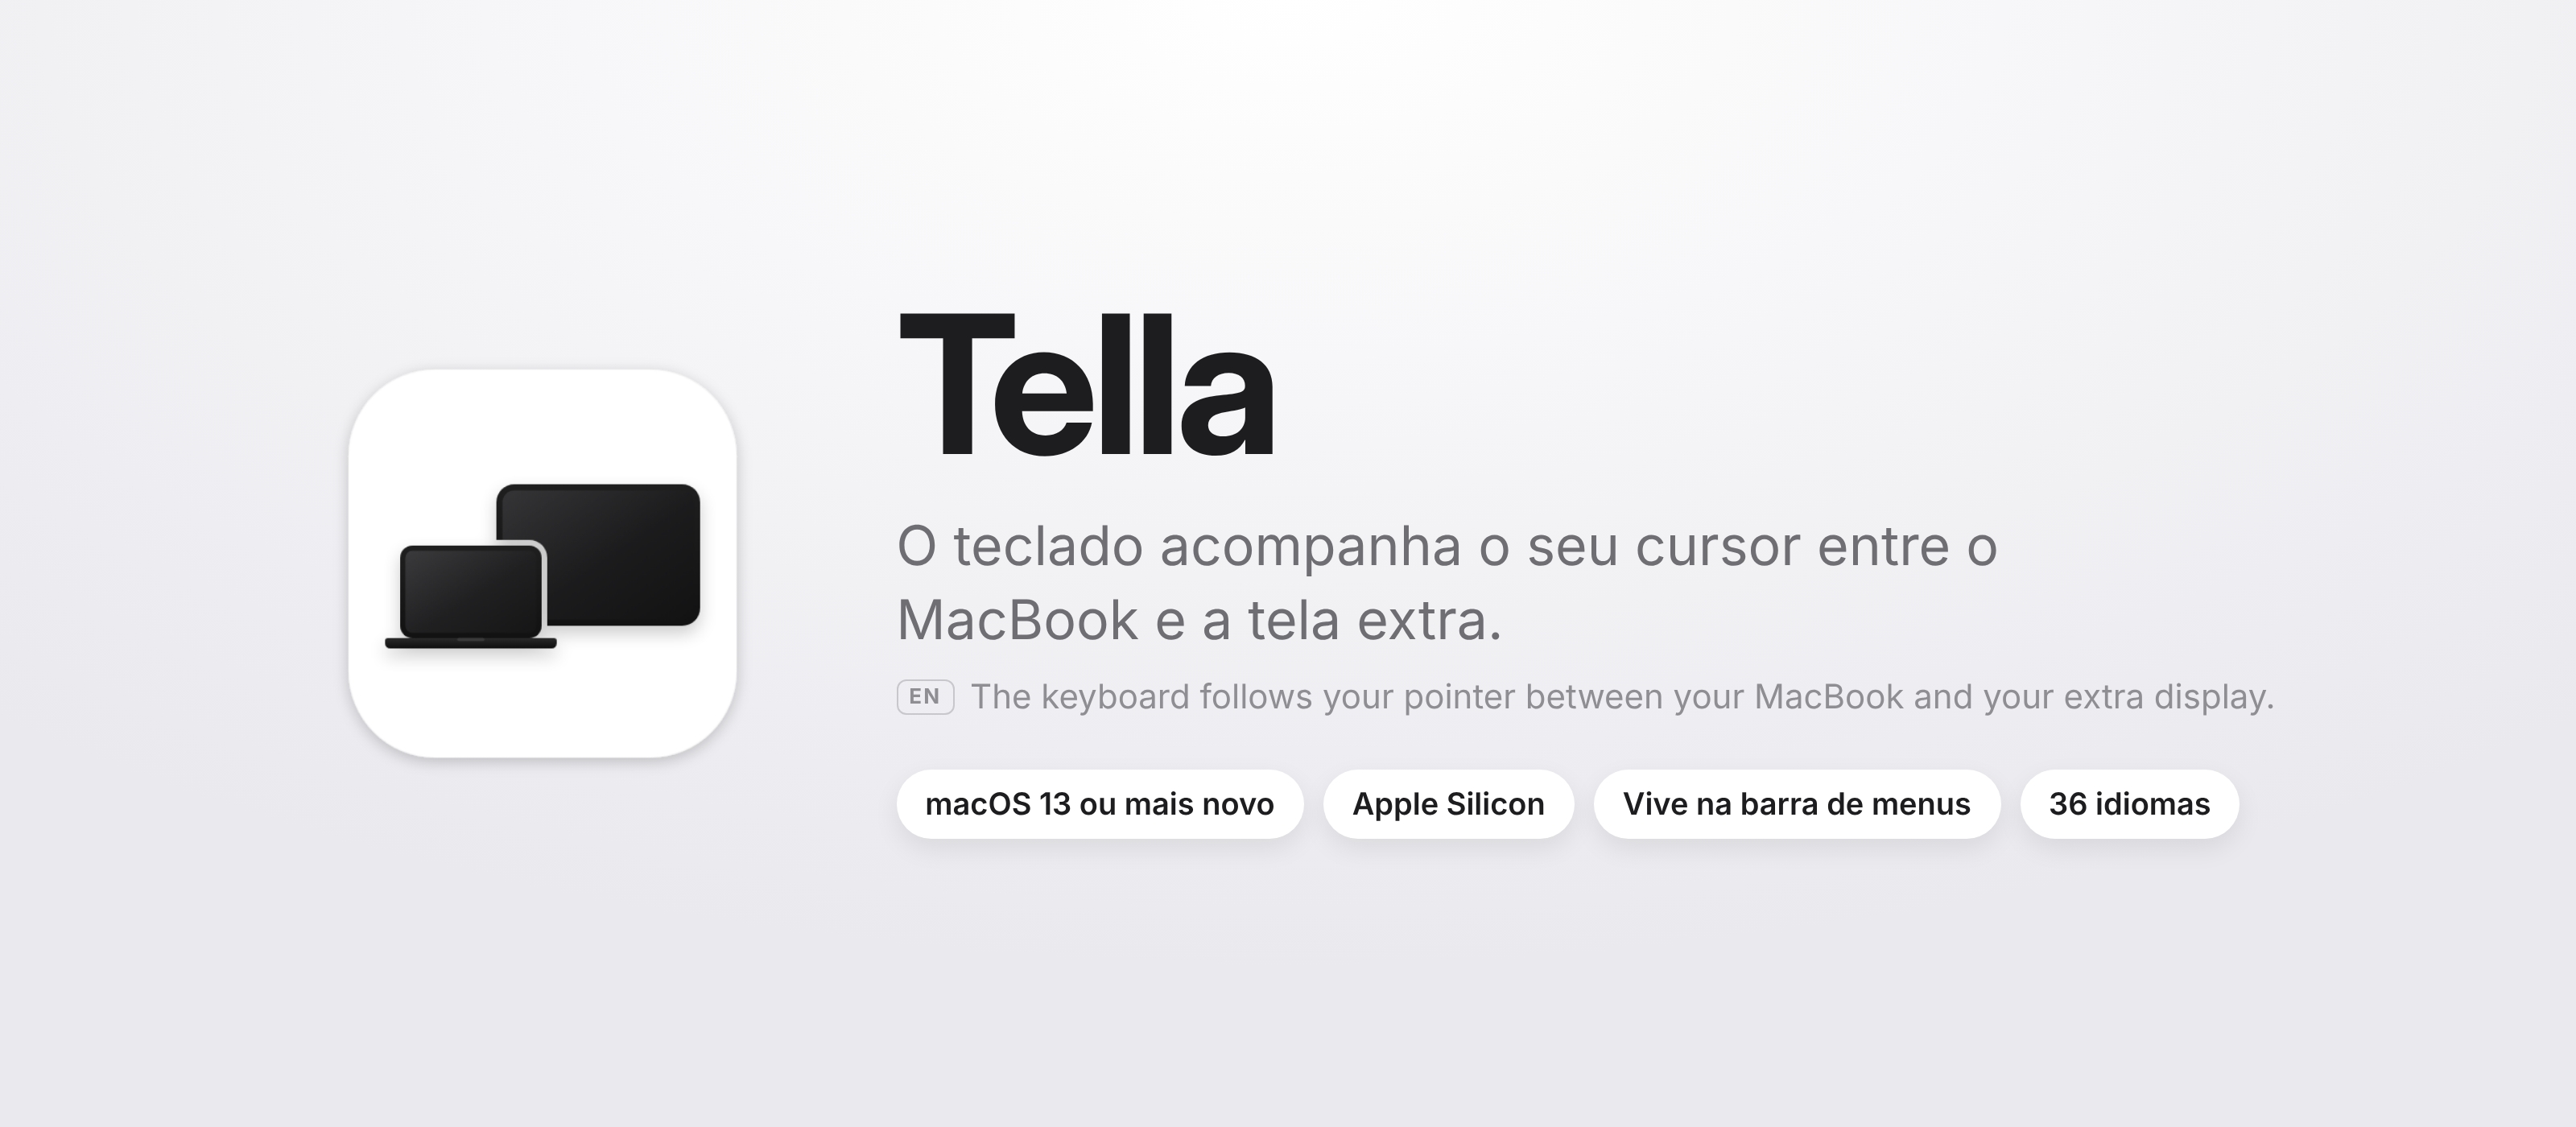 Tella
O teclado acompanha o seu cursor entre o
MacBook e a tela extra.
EN The keyboard follows your pointer between your MacBook and your extra display.
macOS 13 ou mais novo Apple Silicon Vive na barra de menus 36 idiomas